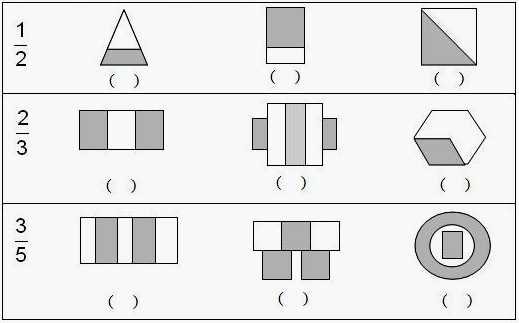 1/2
( ) ( ) ( )
2/3
( ) ( ) ( )
3/5
( ) ( ) ( )